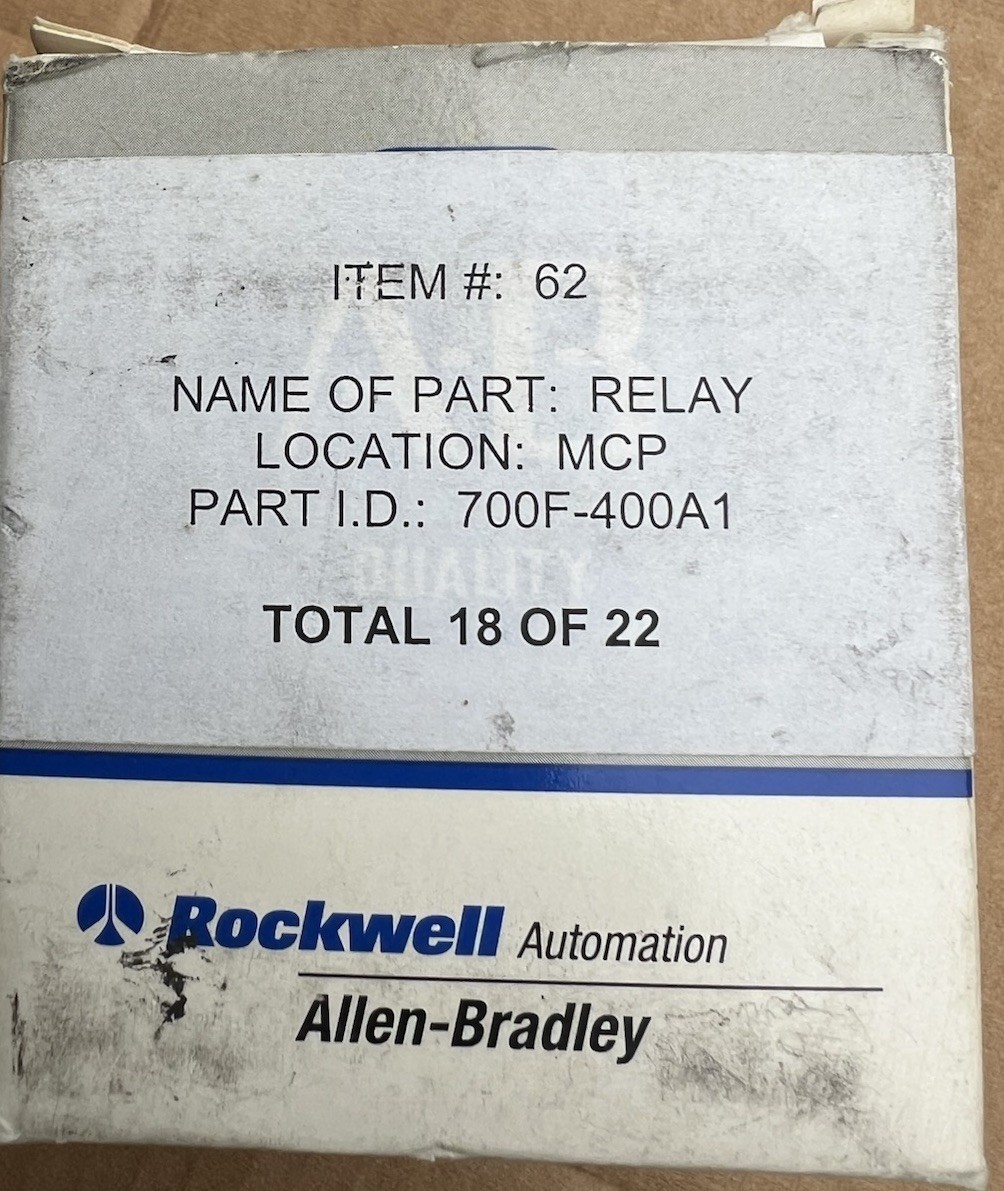 ITEM #: 62
NAME OF PART: RELAY
LOCATION: MCP
PART I.D.: 700F-400A1
QUALITY
TOTAL 18 OF 22
Rockwell Automation
Allen-Bradley